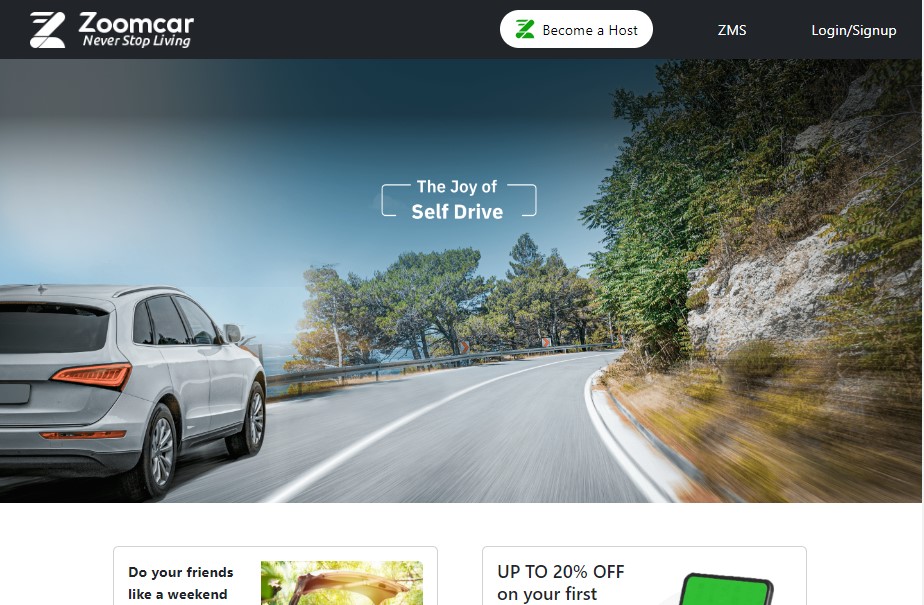 Zoomcar
Never Stop Living
Become a Host
ZMS
Login/Signup
The Joy of
Self Drive
Do your friends
like a weekend
UP TO 20% OFF
on your first